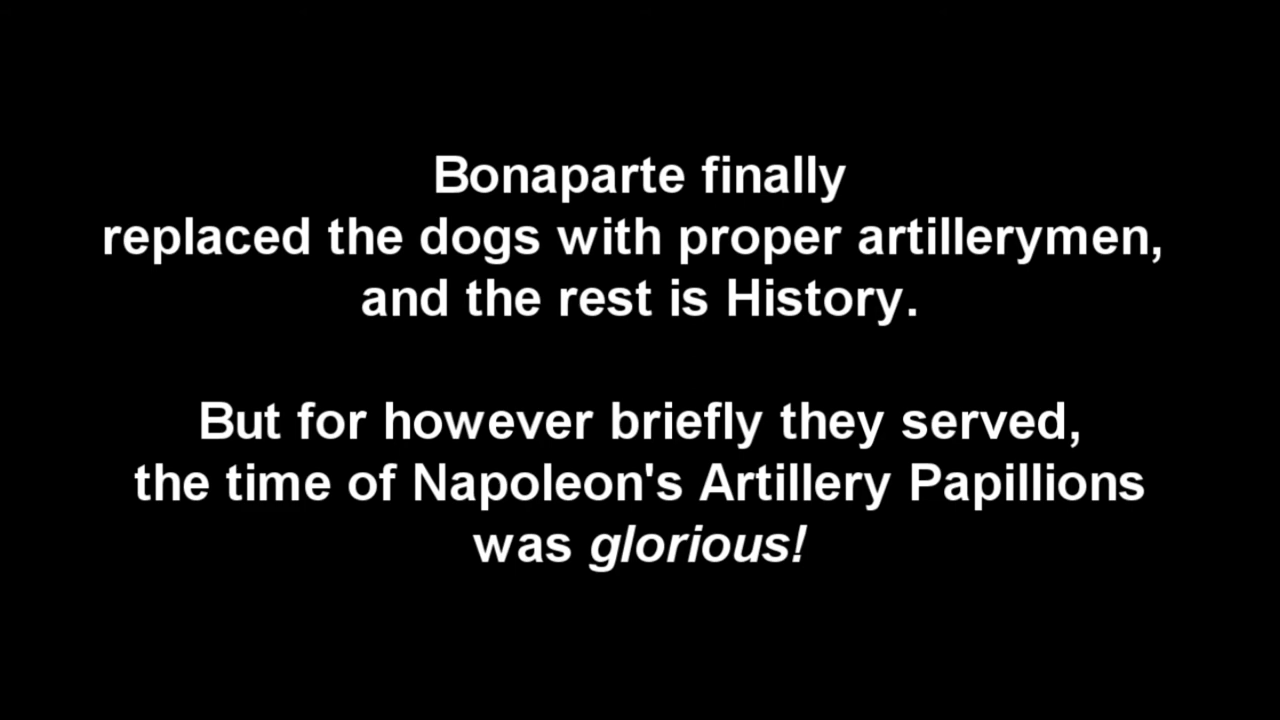 Bonaparte finally
replaced the dogs with proper artillerymen,
and the rest is History.
But for however briefly they served,
the time of Napoleon's Artillery Papillions
was glorious!